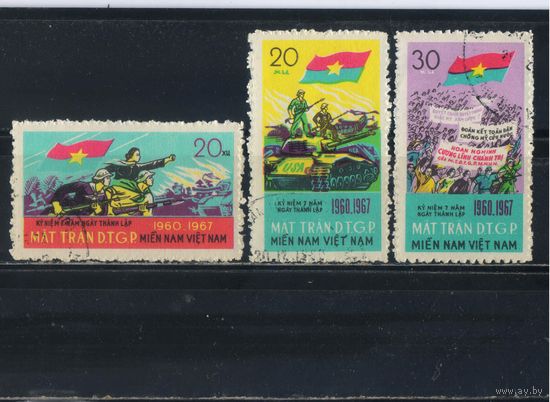 20 XU
KỶ NIỆM 7 NĂM NGÀY THÀNH LẬP 1960.1967
MẶT TRẬN D.T.G.P. MIỀN NAM VIỆT NAM
20
XU
USA
KỶ NIỆM 7 NĂM
NGÀY THÀNH LẬP 1960.1967
MẶT TRẬN D.T.G.P
MIỀN NAM VIỆT NAM
30
XU
ĐOÀN KẾT TOÀN DÂN
CHỐNG MỸ CỨU NƯỚC
HOAN NGHINH
CƯƠNG LĨNH CHÁNH TRỊ
KỶ NIỆM 7 NĂM
NGÀY THÀNH LẬP 1960.1967
MẶT TRẬN D.T.G.P
MIỀN NAM VIỆT NAM
www.ay.by